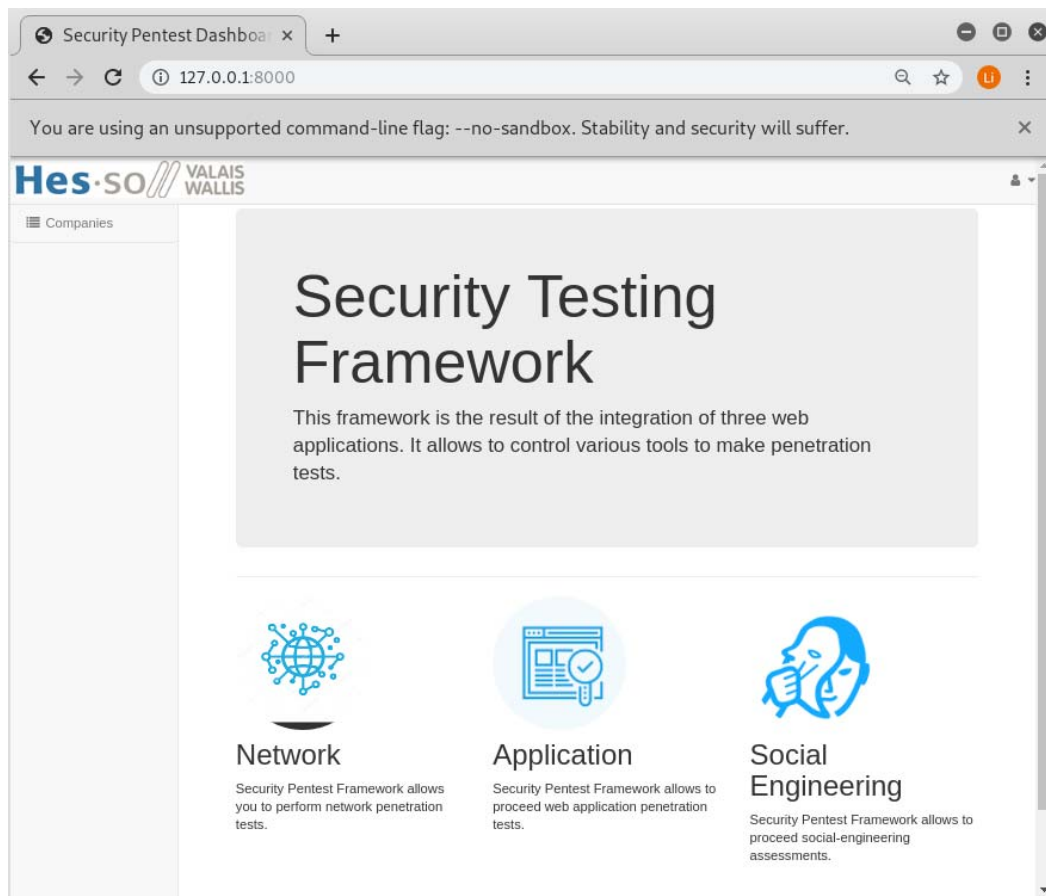 Security Pentest Dashboa
127.0.0.1:8000
Li
You are using an unsupported command-line flag: --no-sandbox. Stability and security will suffer.
Hes·so VALAIS
WALLIS
Companies
Security Testing
Framework
This framework is the result of the integration of three web
applications. It allows to control various tools to make penetration
tests.
Network
Security Pentest Framework allows
you to perform network penetration
tests.
Application
Security Pentest Framework allows to
proceed web application penetration
tests.
Social
Engineering
Security Pentest Framework allows to
proceed social-engineering
assessments.